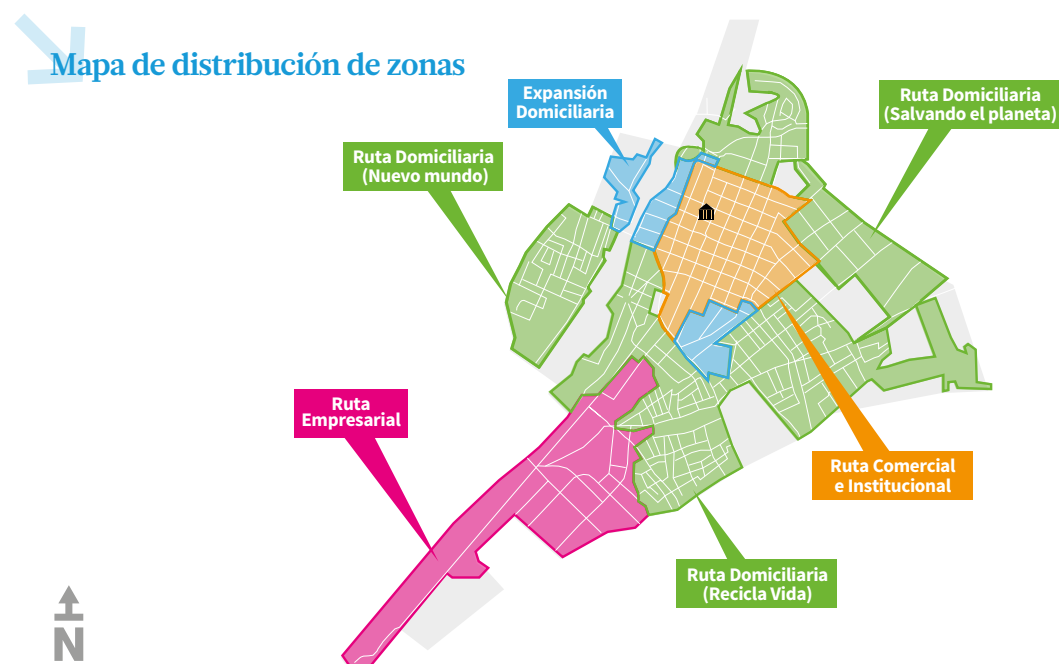 Mapa de distribución de zonas
Expansión
Domiciliaria
Ruta Domiciliaria
(Salvando el planeta)
Ruta Domiciliaria
(Nuevo mundo)
Ruta
Empresarial
Ruta Comercial
e Institucional
Ruta Domiciliaria
(Recicla Vida)
N